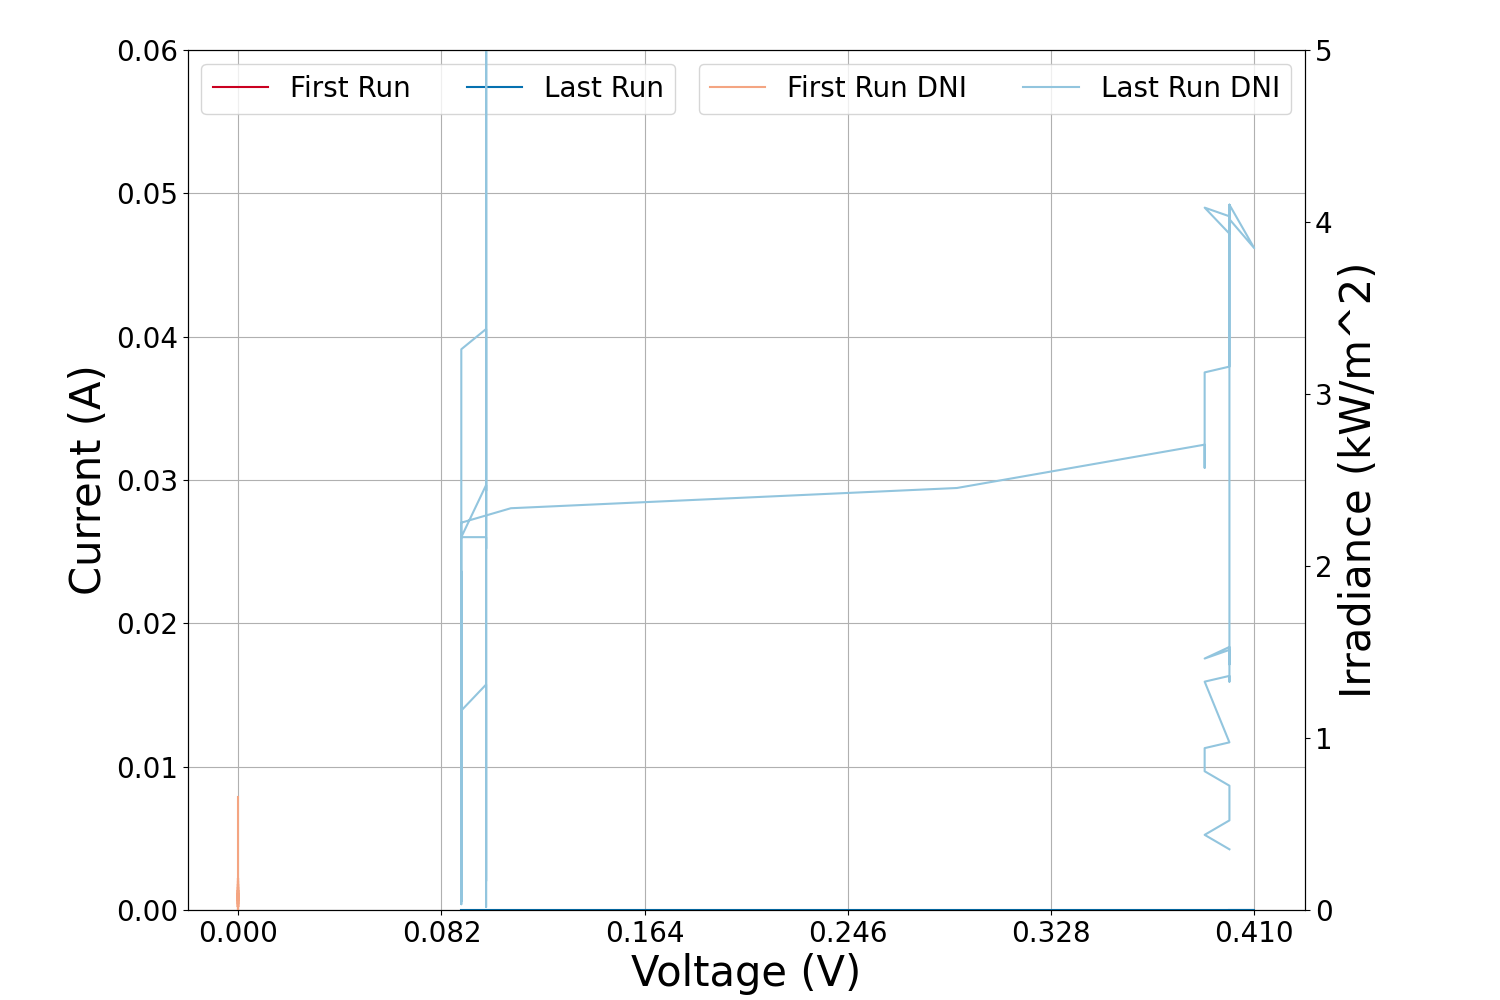 First Run
Last Run
First Run DNI
Last Run DNI
Current (A)
0.06
0.05
0.04
0.03
0.02
0.01
0.00
5
4
3
2
1
0
Irradiance (kW/m^2)
0.000
0.082
0.164
0.246
0.328
0.410
Voltage (V)